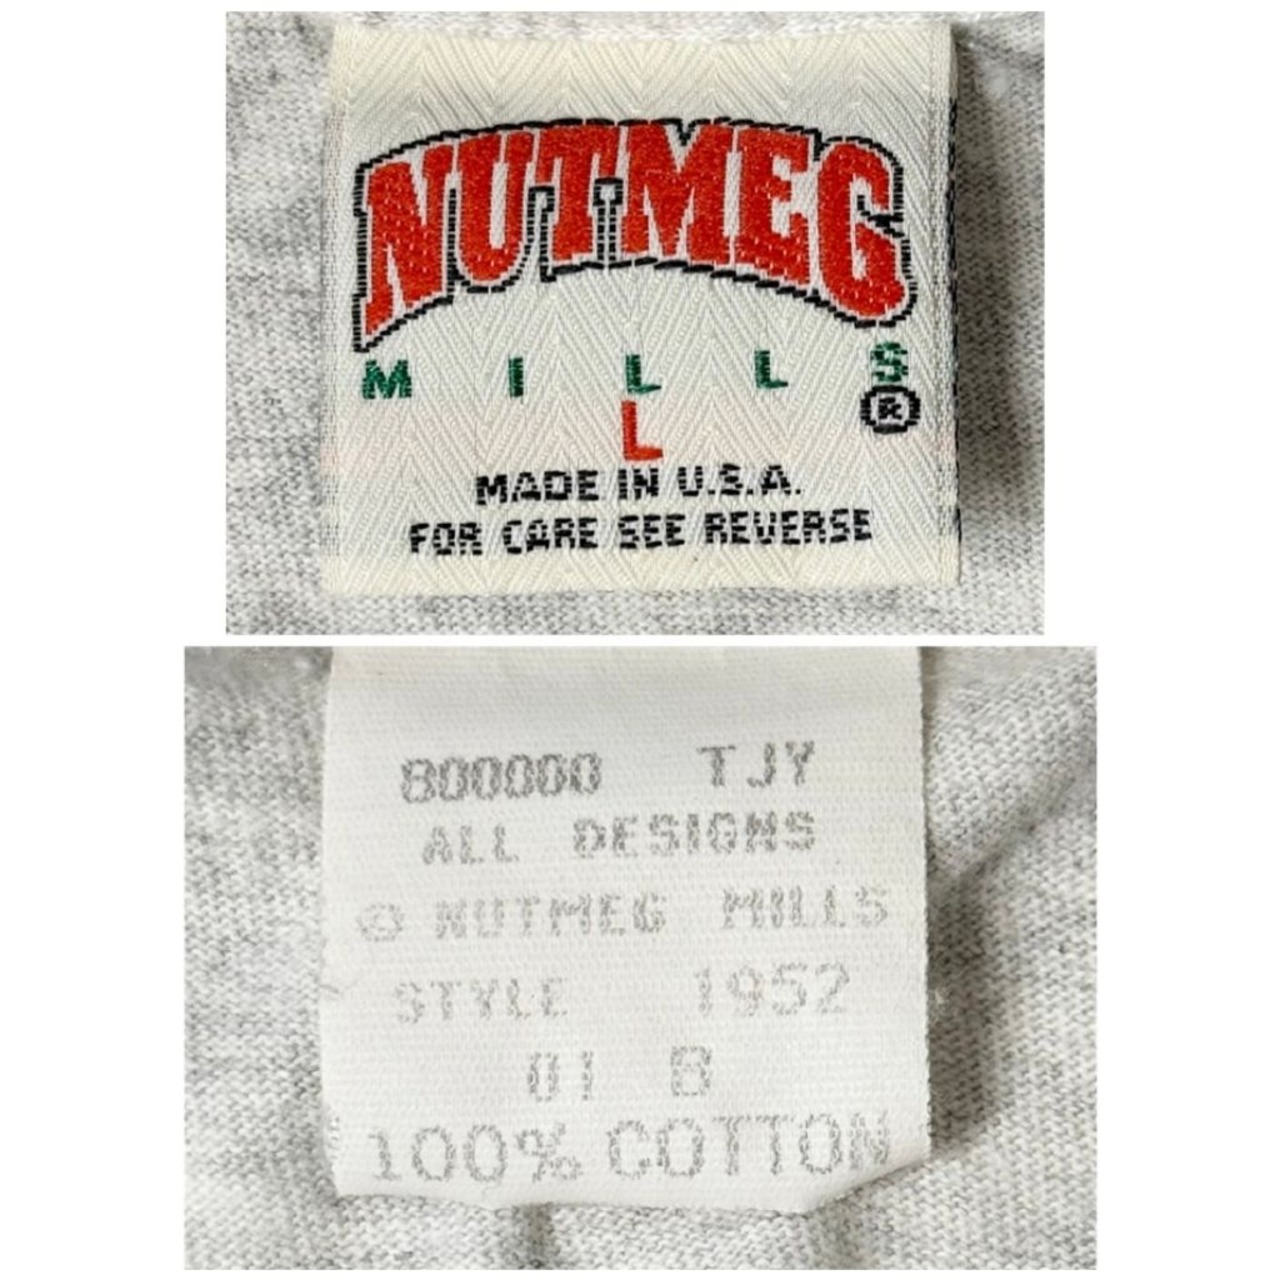 NUTMEG
MILLS
®
L
MADE IN U.S.A.
FOR CARE SEE REVERSE
800000 TJY
ALL DESIGNS
© NUTMEG MILLS
STYLE 1952
01 B
100% COTTON